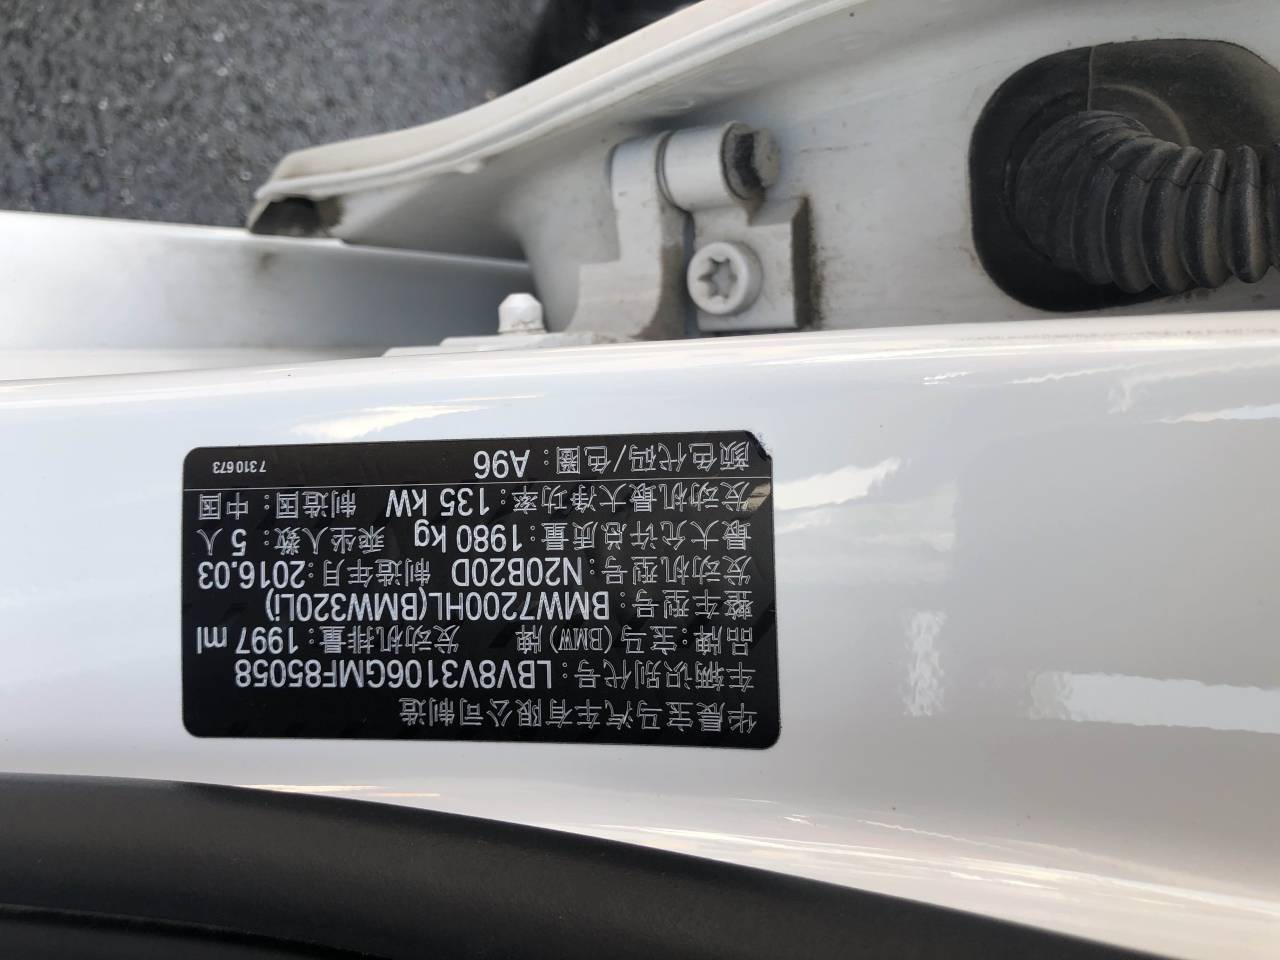 华晨宝马汽车有限公司制造
车辆识别代号：LBV8V3106GMF85058
品牌：宝马（BMW）牌 发动机排量：1997 ml
整车型号：BMW7200HL(BMW320Li)
发动机型号：N20B20D 制造年月：2016.03
最大允许总质量：1980 kg 乘坐人数：5 人
发动机最大净功率：135 kW 制造国：中国
颜色代码/色圈：A96 7310673